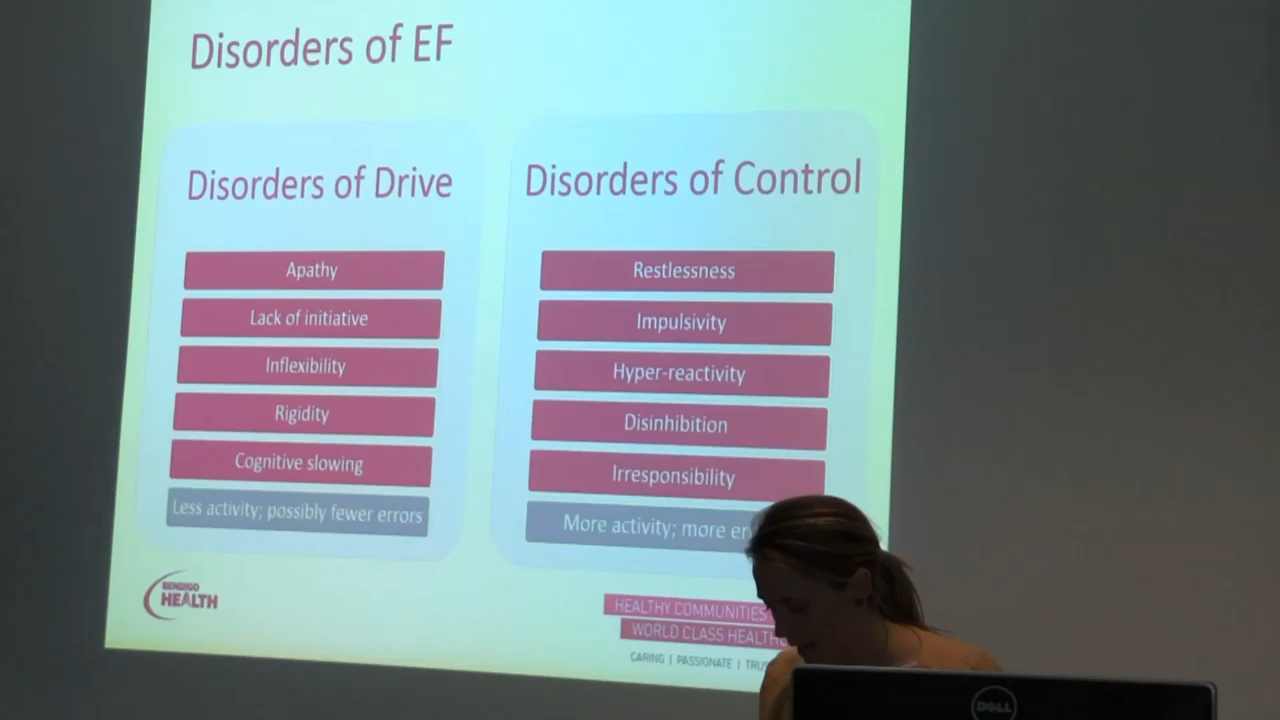 Disorders of EF
Disorders of Drive
Apathy
Lack of initiative
Inflexibility
Rigidity
Cognitive slowing
Less activity; possibly fewer errors
Disorders of Control
Restlessness
Impulsivity
Hyper-reactivity
Disinhibition
Irresponsibility
More activity; more
BENDIGO
HEALTH
HEALTHY COMMUNITIES
WORLD CLASS
CARING | PASSIONATE |
DELL